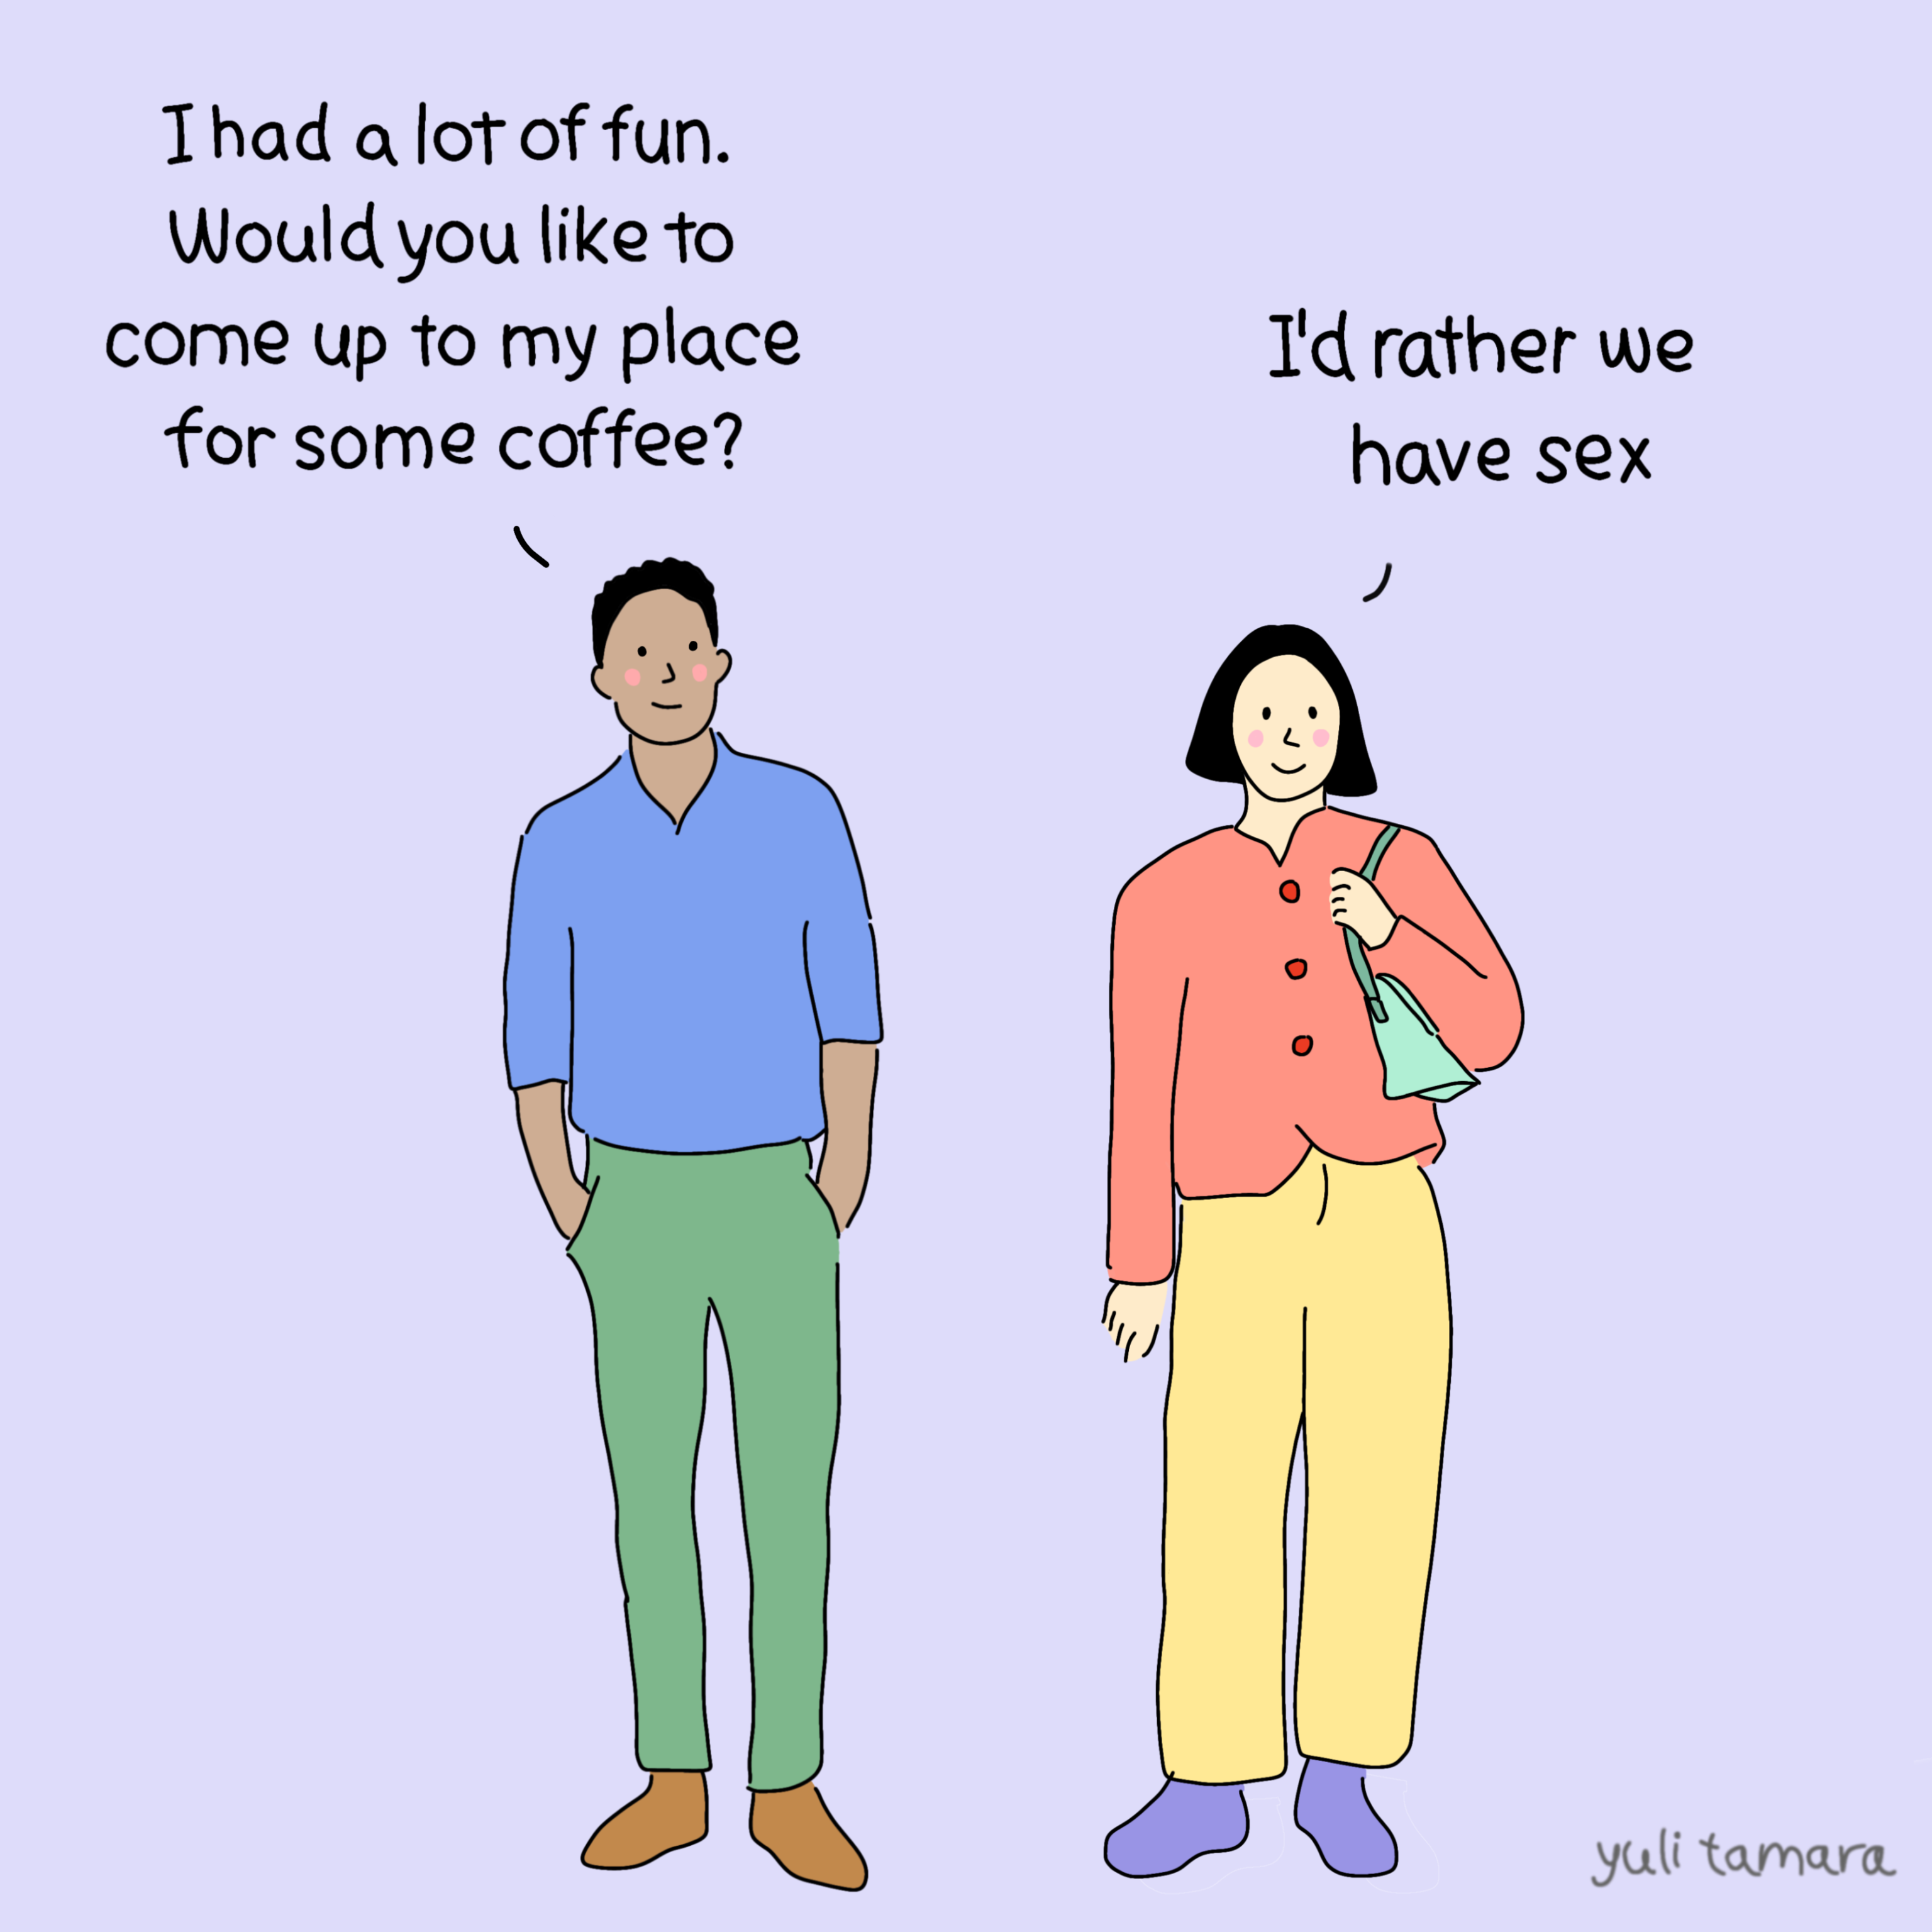 I had a lot of fun.
Would you like to
come up to my place
for some coffee?
I'd rather we
have sex
yuli tamara